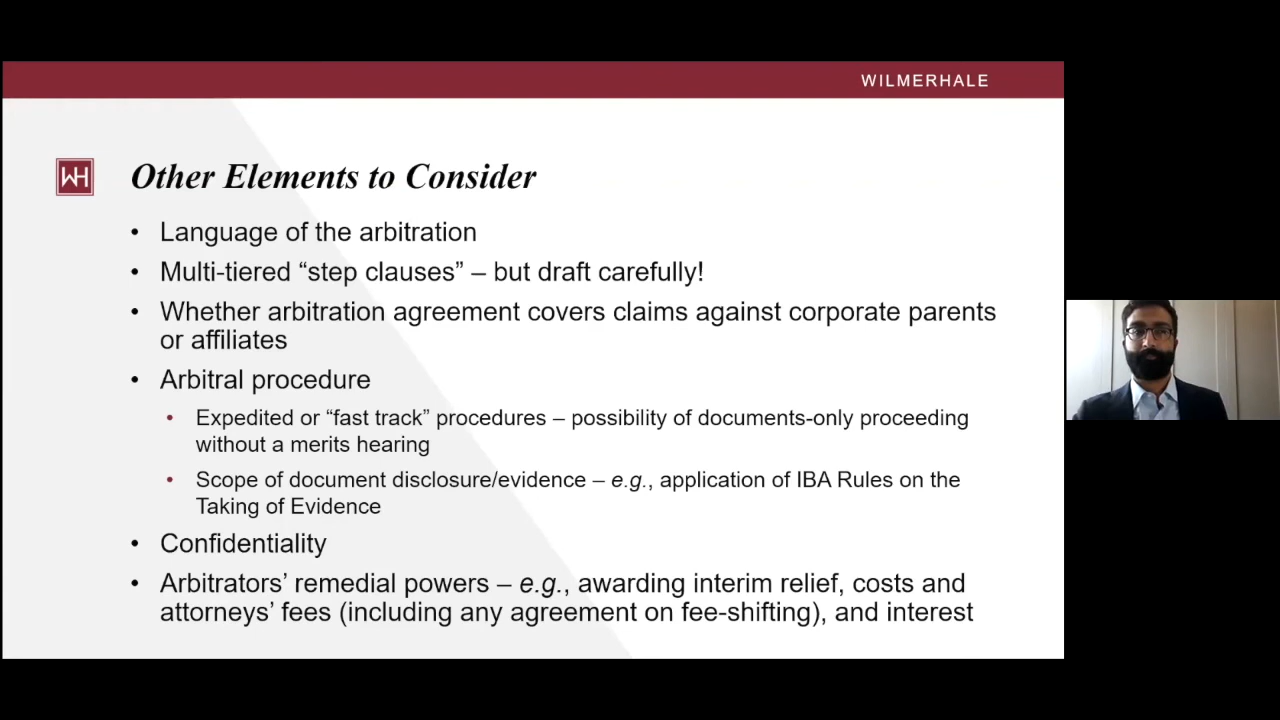 WILMERHALE
WH
Other Elements to Consider
• Language of the arbitration
• Multi-tiered “step clauses” – but draft carefully!
• Whether arbitration agreement covers claims against corporate parents
or affiliates
• Arbitral procedure
• Expedited or “fast track” procedures – possibility of documents-only proceeding
without a merits hearing
• Scope of document disclosure/evidence – e.g., application of IBA Rules on the
Taking of Evidence
• Confidentiality
• Arbitrators’ remedial powers – e.g., awarding interim relief, costs and
attorneys’ fees (including any agreement on fee-shifting), and interest